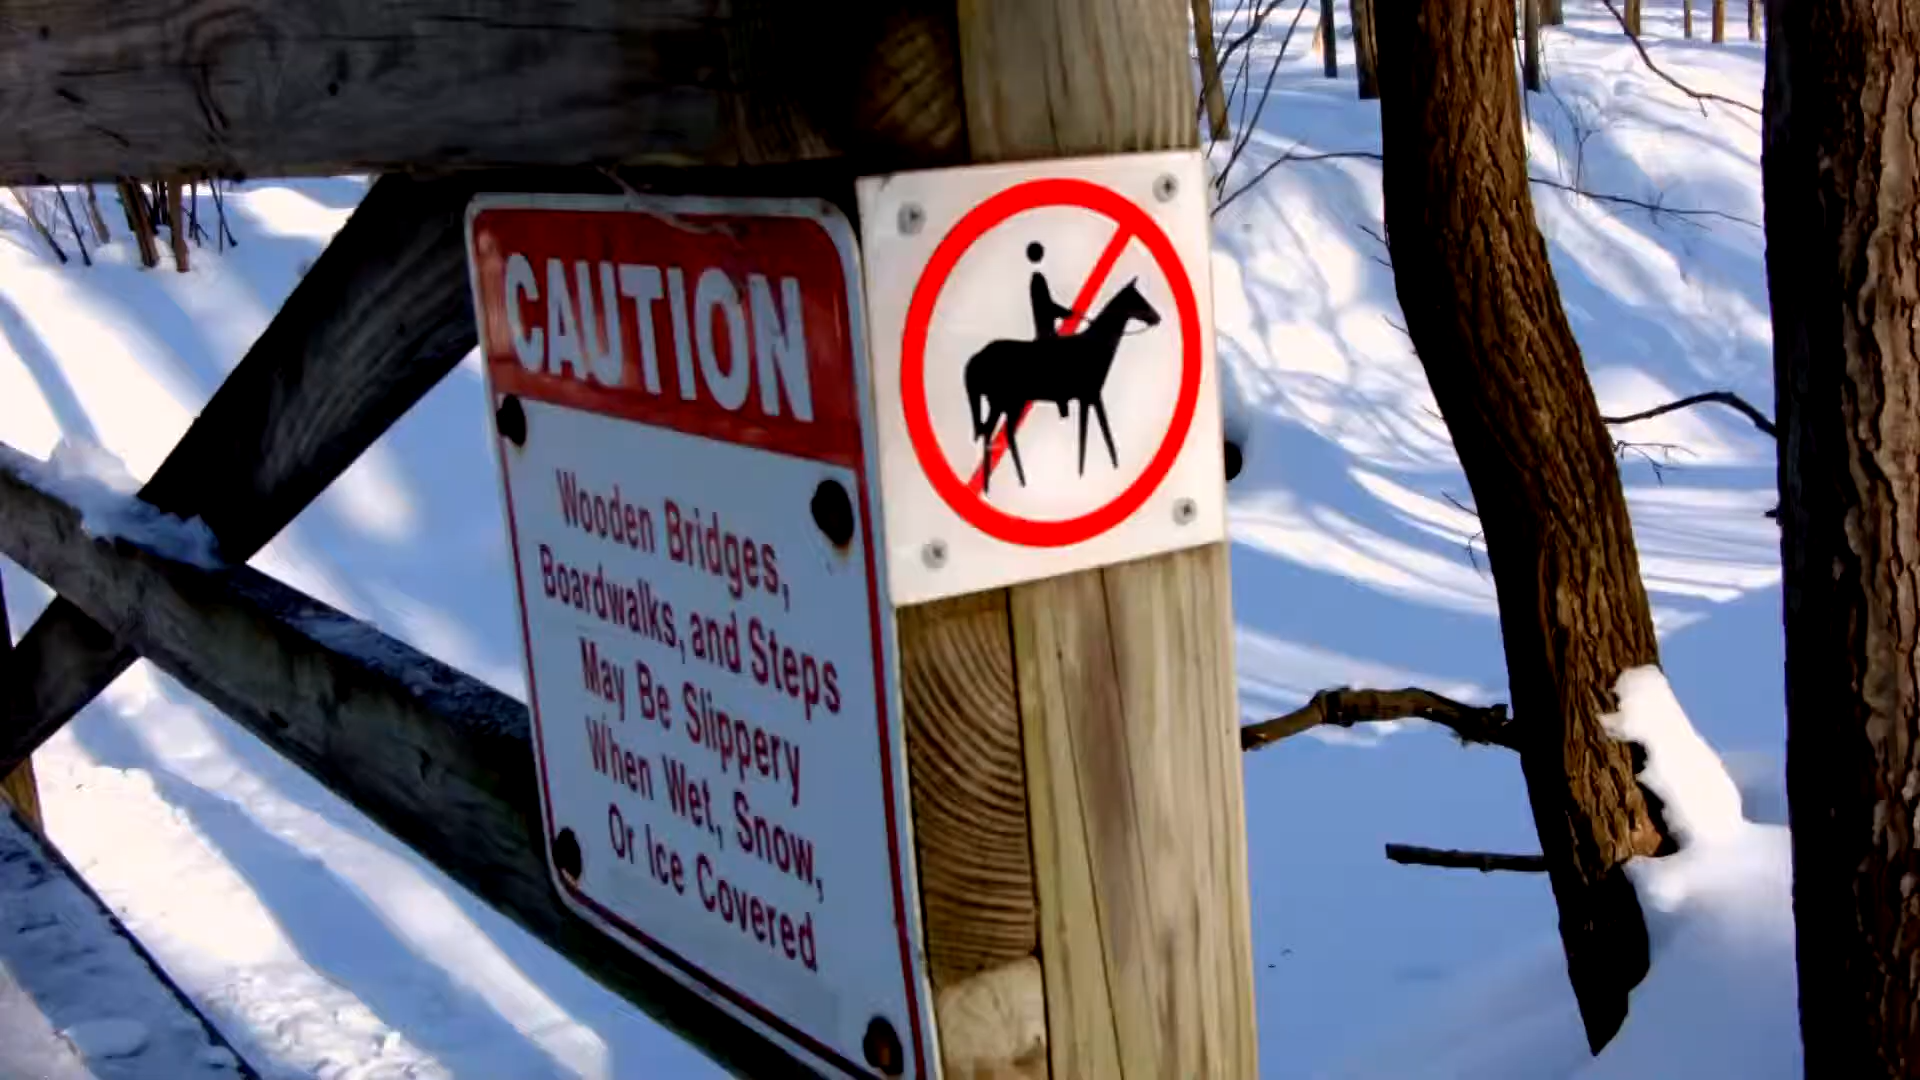 CAUTION
Wooden Bridges,
Boardwalks, and Steps
May Be Slippery
When Wet, Snow,
Or Ice Covered